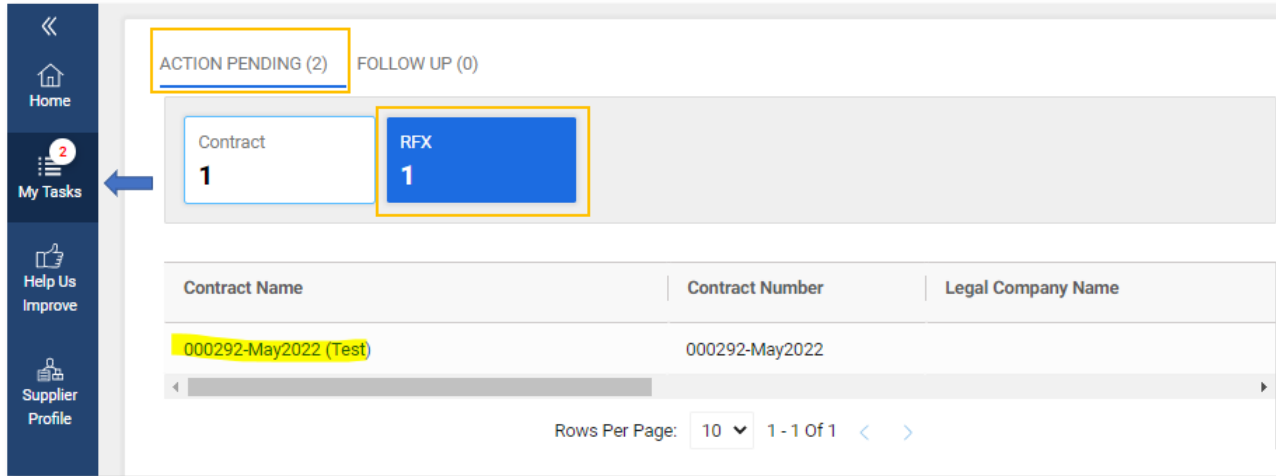 Home
2
My Tasks
Help Us
Improve
Supplier
Profile
ACTION PENDING (2) FOLLOW UP (0)
Contract
1
RFX
1
Contract Name Contract Number Legal Company Name
000292-May2022 (Test) 000292-May2022
Rows Per Page: 10 1 - 1 Of 1